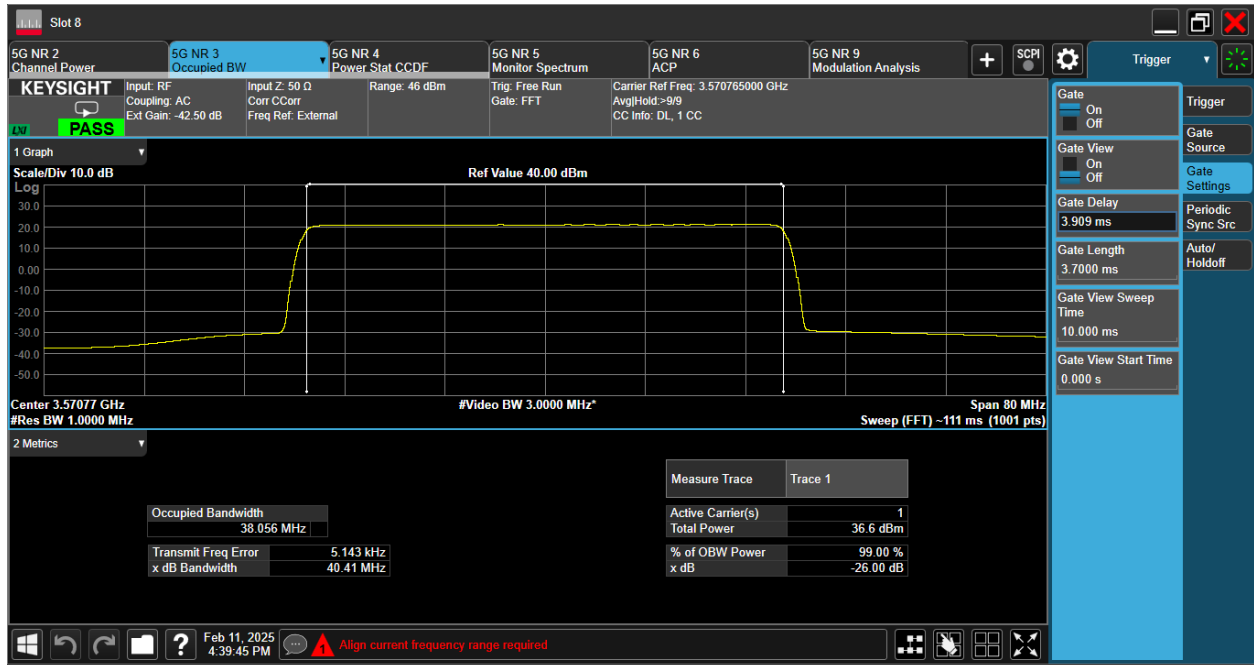 Slot 8
5G NR 2
Channel Power
5G NR 3
Occupied BW
5G NR 4
Power Stat CCDF
5G NR 5
Monitor Spectrum
5G NR 6
ACP
5G NR 9
Modulation Analysis
+
SCPI
Trigger
KEYSIGHT
LXI
PASS
Input: RF
Coupling: AC
Ext Gain: -42.50 dB
Input Z: 50 Ω
Corr CCorr
Freq Ref: External
Range: 46 dBm
Trig: Free Run
Gate: FFT
Carrier Ref Freq: 3.570765000 GHz
Avg|Hold:>9/9
CC Info: DL, 1 CC
1 Graph
Scale/Div 10.0 dB
Ref Value 40.00 dBm
Log
30.0
20.0
10.0
0.00
-10.0
-20.0
-30.0
-40.0
-50.0
Center 3.57077 GHz
#Video BW 3.0000 MHz*
Span 80 MHz
#Res BW 1.0000 MHz
Sweep (FFT) ~111 ms (1001 pts)
2 Metrics
Measure Trace Trace 1
Occupied Bandwidth
38.056 MHz
Transmit Freq Error 5.143 kHz
x dB Bandwidth 40.41 MHz
Active Carrier(s) 1
Total Power 36.6 dBm
% of OBW Power 99.00 %
x dB -26.00 dB
Gate
On
Off
Gate View
On
Off
Gate Delay
3.909 ms
Gate Length
3.7000 ms
Gate View Sweep
Time
10.000 ms
Gate View Start Time
0.000 s
Trigger
Gate
Source
Gate
Settings
Periodic
Sync Src
Auto/
Holdoff
?
Feb 11, 2025
4:39:45 PM
1
Align current frequency range required